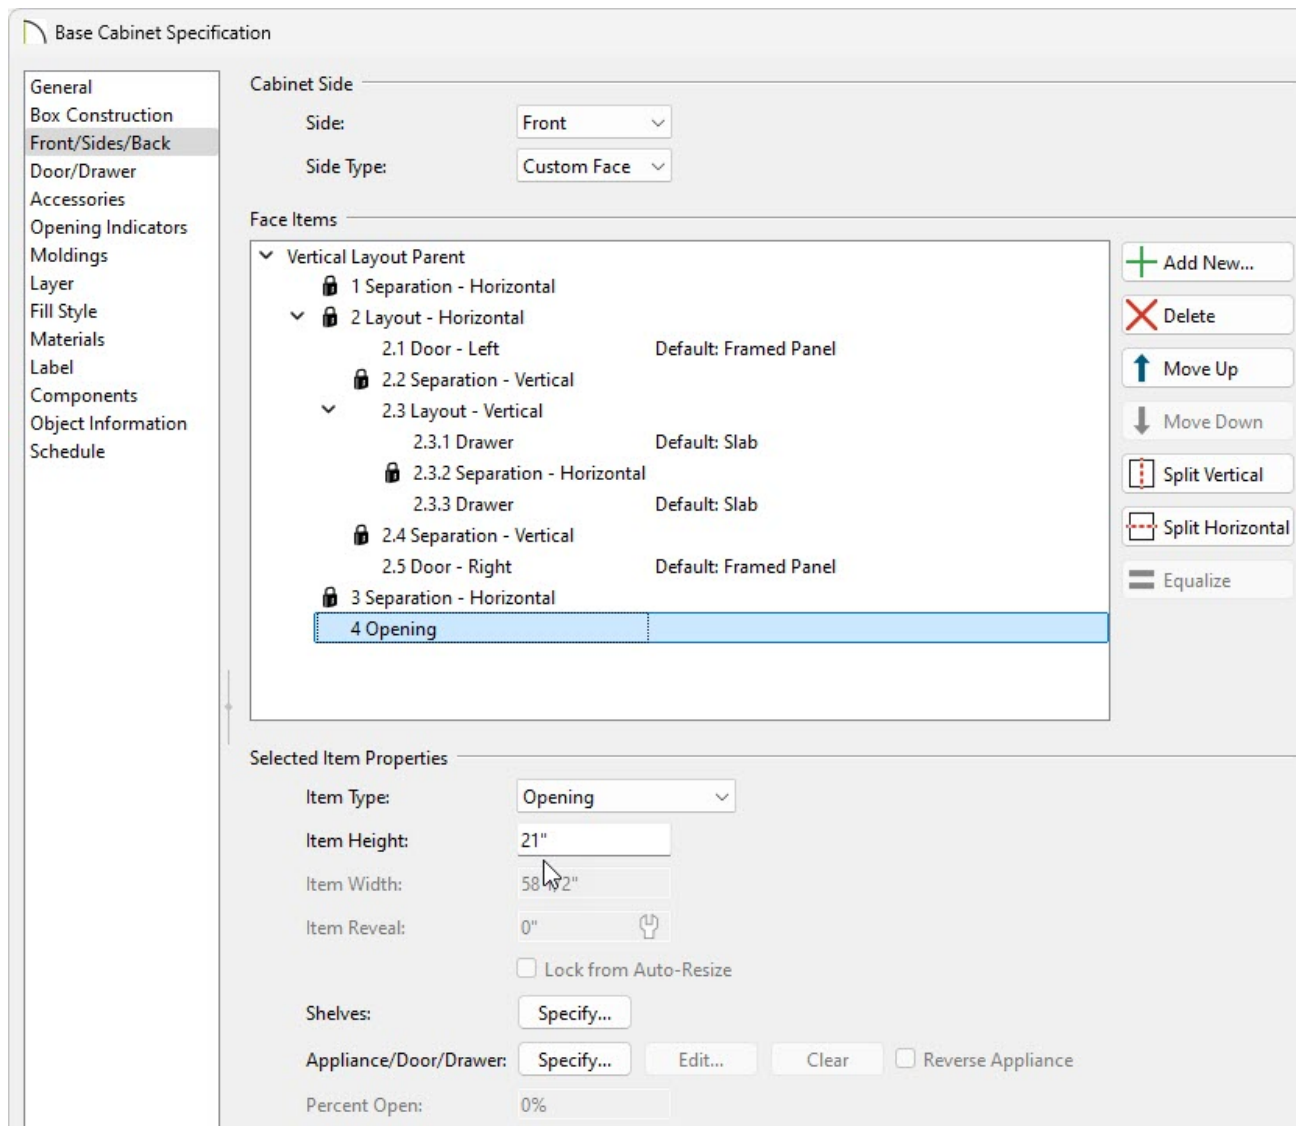 Base Cabinet Specification
General
Box Construction
Front/Sides/Back
Door/Drawer
Accessories
Opening Indicators
Moldings
Layer
Fill Style
Materials
Label
Components
Object Information
Schedule
Cabinet Side
Side: Front
Side Type: Custom Face
Face Items
Vertical Layout Parent
1 Separation - Horizontal
2 Layout - Horizontal
2.1 Door - Left Default: Framed Panel
2.2 Separation - Vertical
2.3 Layout - Vertical
2.3.1 Drawer Default: Slab
2.3.2 Separation - Horizontal
2.3.3 Drawer Default: Slab
2.4 Separation - Vertical
2.5 Door - Right Default: Framed Panel
3 Separation - Horizontal
4 Opening
Add New...
Delete
Move Up
Move Down
Split Vertical
Split Horizontal
Equalize
Selected Item Properties
Item Type: Opening
Item Height: 21"
Item Width:
Item Reveal: 0"
Lock from Auto-Resize
Shelves: Specify...
Appliance/Door/Drawer: Specify... Edit... Clear Reverse Appliance
Percent Open: 0%